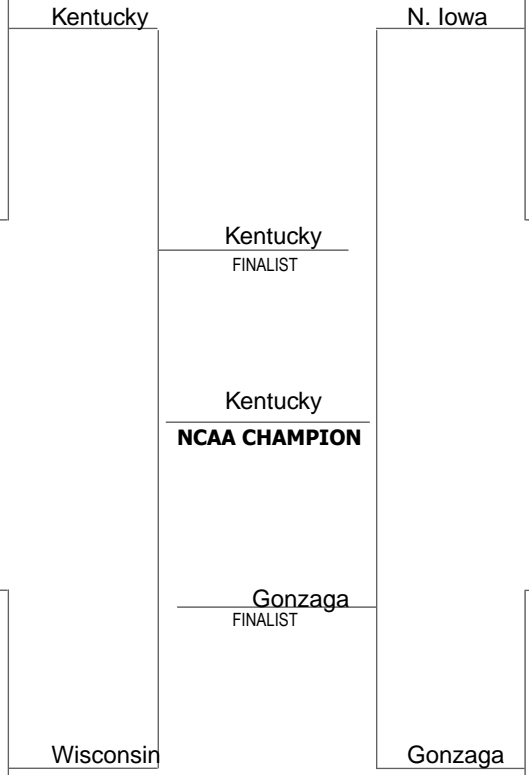 Kentucky
N. Iowa
Kentucky
FINALIST
Kentucky
NCAA CHAMPION
Gonzaga
FINALIST
Wisconsin
Gonzaga